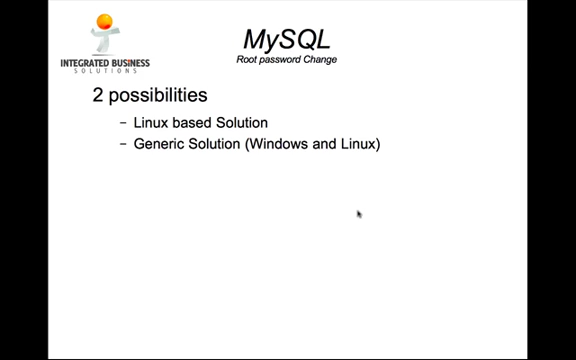 INTEGRATED BUSINESS
SOLUTIONS
MySQL
Root password Change
2 possibilities
– Linux based Solution
– Generic Solution (Windows and Linux)